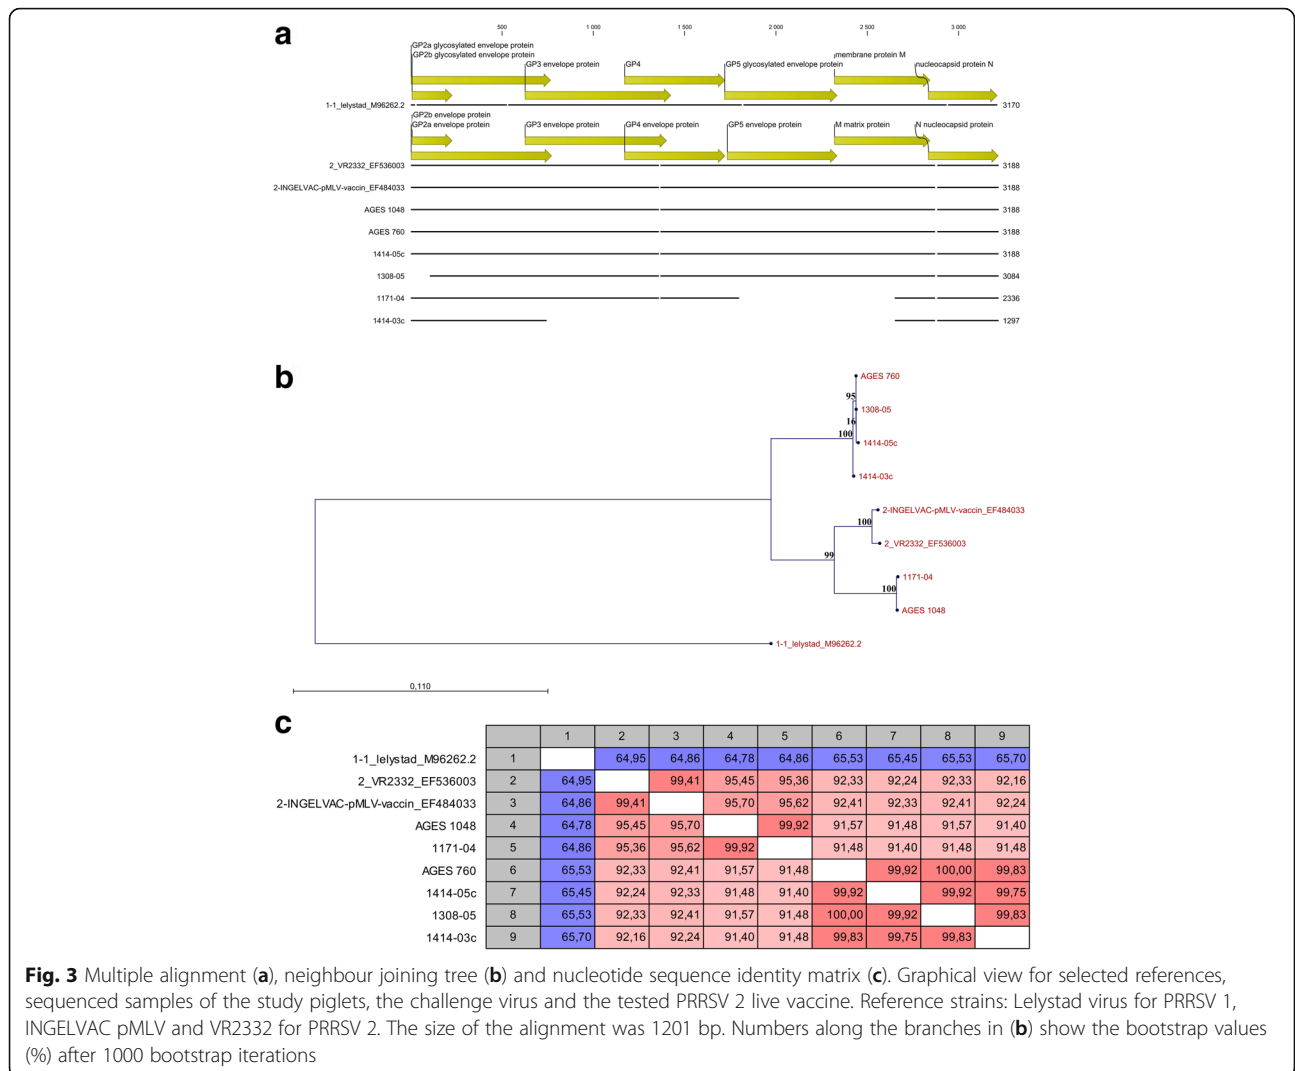 a
500 1 000 1 500 2 000 2 500 3 000
GP2a glycosylated envelope protein
GP2b glycosylated envelope protein membrane protein M
GP3 envelope protein GP4 GP5 glycosylated envelope protein nucleocapsid protein N
1-1_lelystad_M96262.2 3170
GP2b envelope protein
GP2a envelope protein GP3 envelope protein GP4 envelope protein GP5 envelope protein M matrix protein N nucleocapsid protein
2_VR2332_EF536003 3188
2-INGELVAC-pMLV-vaccin_EF484033 3188
AGES 1048 3188
AGES 760 3188
1414-05c 3188
1308-05 3084
1171-04 2336
1414-03c 1297
b
AGES 760
95
1308-05
16
100
1414-05c
1414-03c
2-INGELVAC-pMLV-vaccin_EF484033
100
2_VR2332_EF536003
99
1171-04
100
AGES 1048
1-1_lelystad_M96262.2
0,110
c
1 2 3 4 5 6 7 8 9
1-1_lelystad_M96262.2 1 64,95 64,86 64,78 64,86 65,53 65,45 65,53 65,70
2_VR2332_EF536003 2 64,95 99,41 95,45 95,36 92,33 92,24 92,33 92,16
2-INGELVAC-pMLV-vaccin_EF484033 3 64,86 99,41 95,70 95,62 92,41 92,33 92,41 92,24
AGES 1048 4 64,78 95,45 95,70 99,92 91,57 91,48 91,57 91,40
1171-04 5 64,86 95,36 95,62 99,92 91,48 91,40 91,48 91,48
AGES 760 6 65,53 92,33 92,41 91,57 91,48 99,92 100,00 99,83
1414-05c 7 65,45 92,24 92,33 91,48 91,40 99,92 99,92 99,75
1308-05 8 65,53 92,33 92,41 91,57 91,48 100,00 99,92 99,83
1414-03c 9 65,70 92,16 92,24 91,40 91,48 99,83 99,75 99,83
Fig. 3 Multiple alignment (a), neighbour joining tree (b) and nucleotide sequence identity matrix (c). Graphical view for selected references,
sequenced samples of the study piglets, the challenge virus and the tested PRRSV 2 live vaccine. Reference strains: Lelystad virus for PRRSV 1,
INGELVAC pMLV and VR2332 for PRRSV 2. The size of the alignment was 1201 bp. Numbers along the branches in (b) show the bootstrap values
(%) after 1000 bootstrap iterations